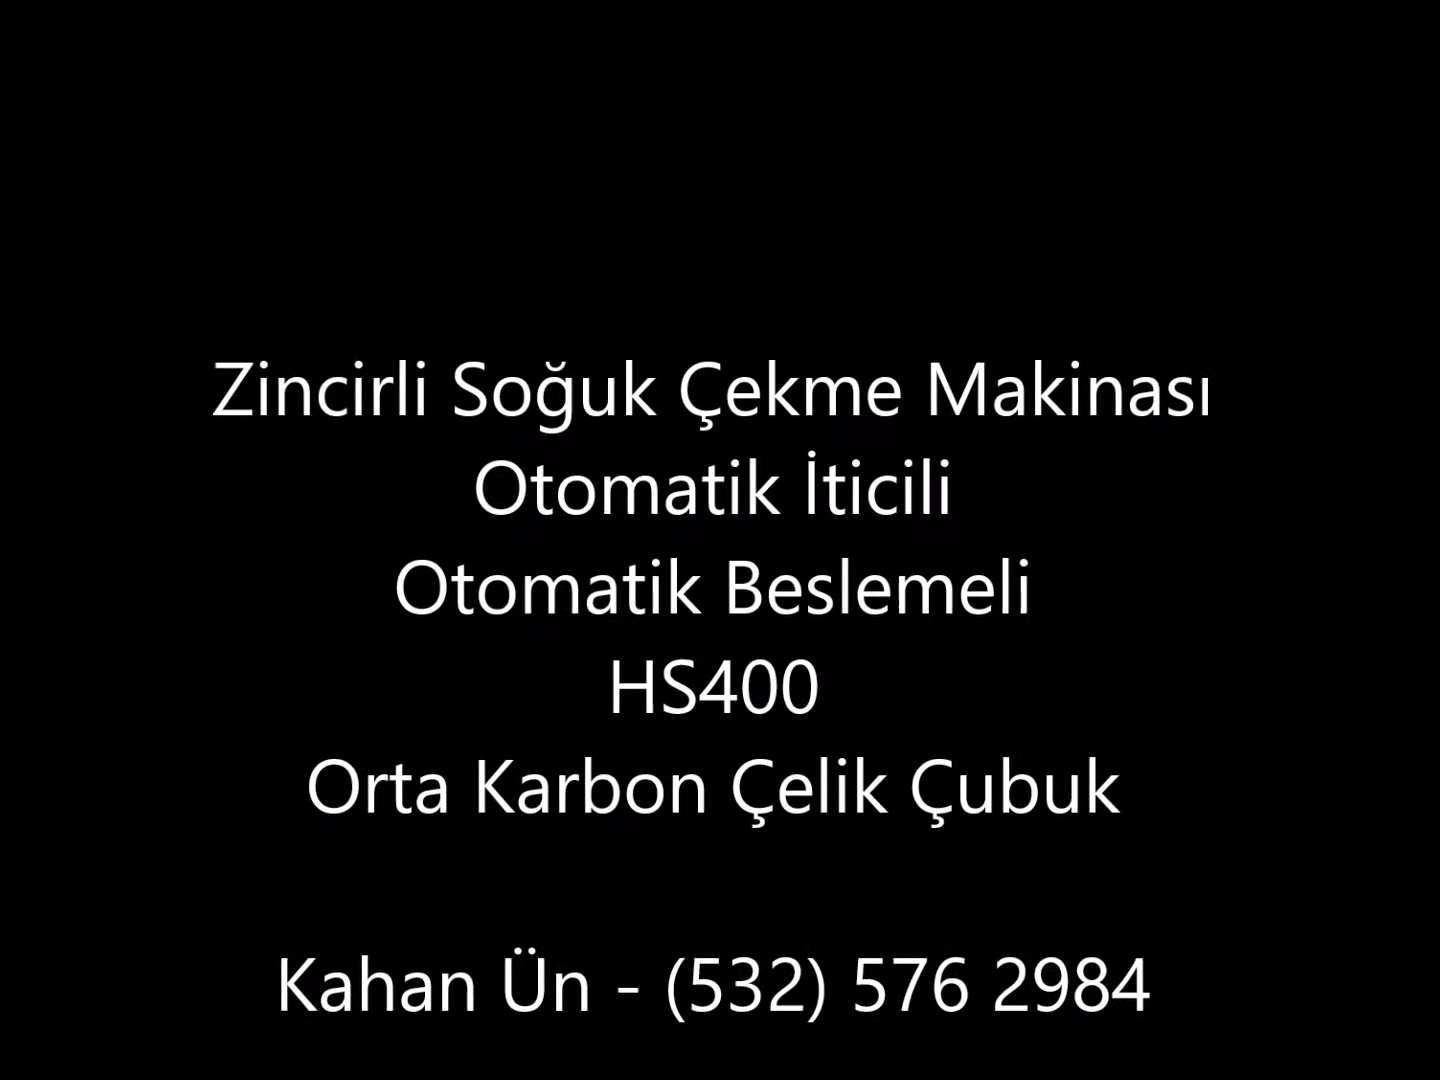 Zincirli Soğuk Çekme Makinası
Otomatik İticili
Otomatik Beslemeli
HS400
Orta Karbon Çelik Çubuk
Kahan Ün - (532) 576 2984